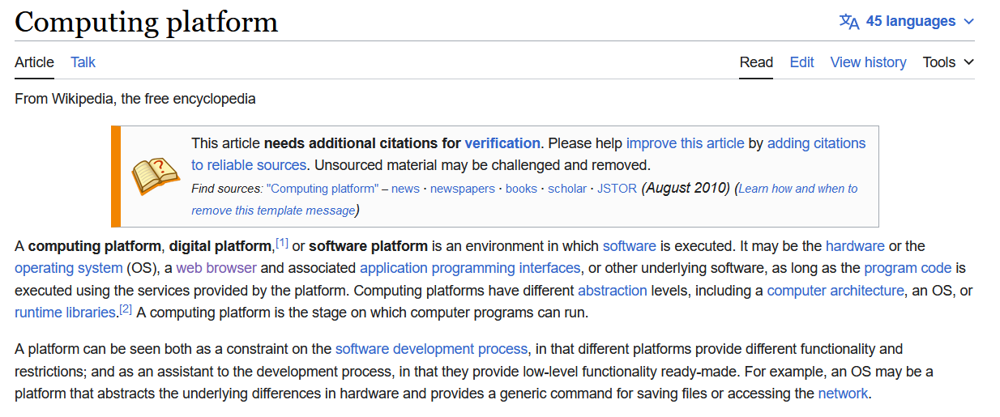 Computing platform
45 languages
Article Talk Read Edit View history Tools
From Wikipedia, the free encyclopedia
This article needs additional citations for verification. Please help improve this article by adding citations
to reliable sources. Unsourced material may be challenged and removed.
Find sources: "Computing platform" – news · newspapers · books · scholar · JSTOR (August 2010) (Learn how and when to
remove this template message)
A computing platform, digital platform,[1] or software platform is an environment in which software is executed. It may be the hardware or the
operating system (OS), a web browser and associated application programming interfaces, or other underlying software, as long as the program code is
executed using the services provided by the platform. Computing platforms have different abstraction levels, including a computer architecture, an OS, or
runtime libraries.[2] A computing platform is the stage on which computer programs can run.
A platform can be seen both as a constraint on the software development process, in that different platforms provide different functionality and
restrictions; and as an assistant to the development process, in that they provide low-level functionality ready-made. For example, an OS may be a
platform that abstracts the underlying differences in hardware and provides a generic command for saving files or accessing the network.